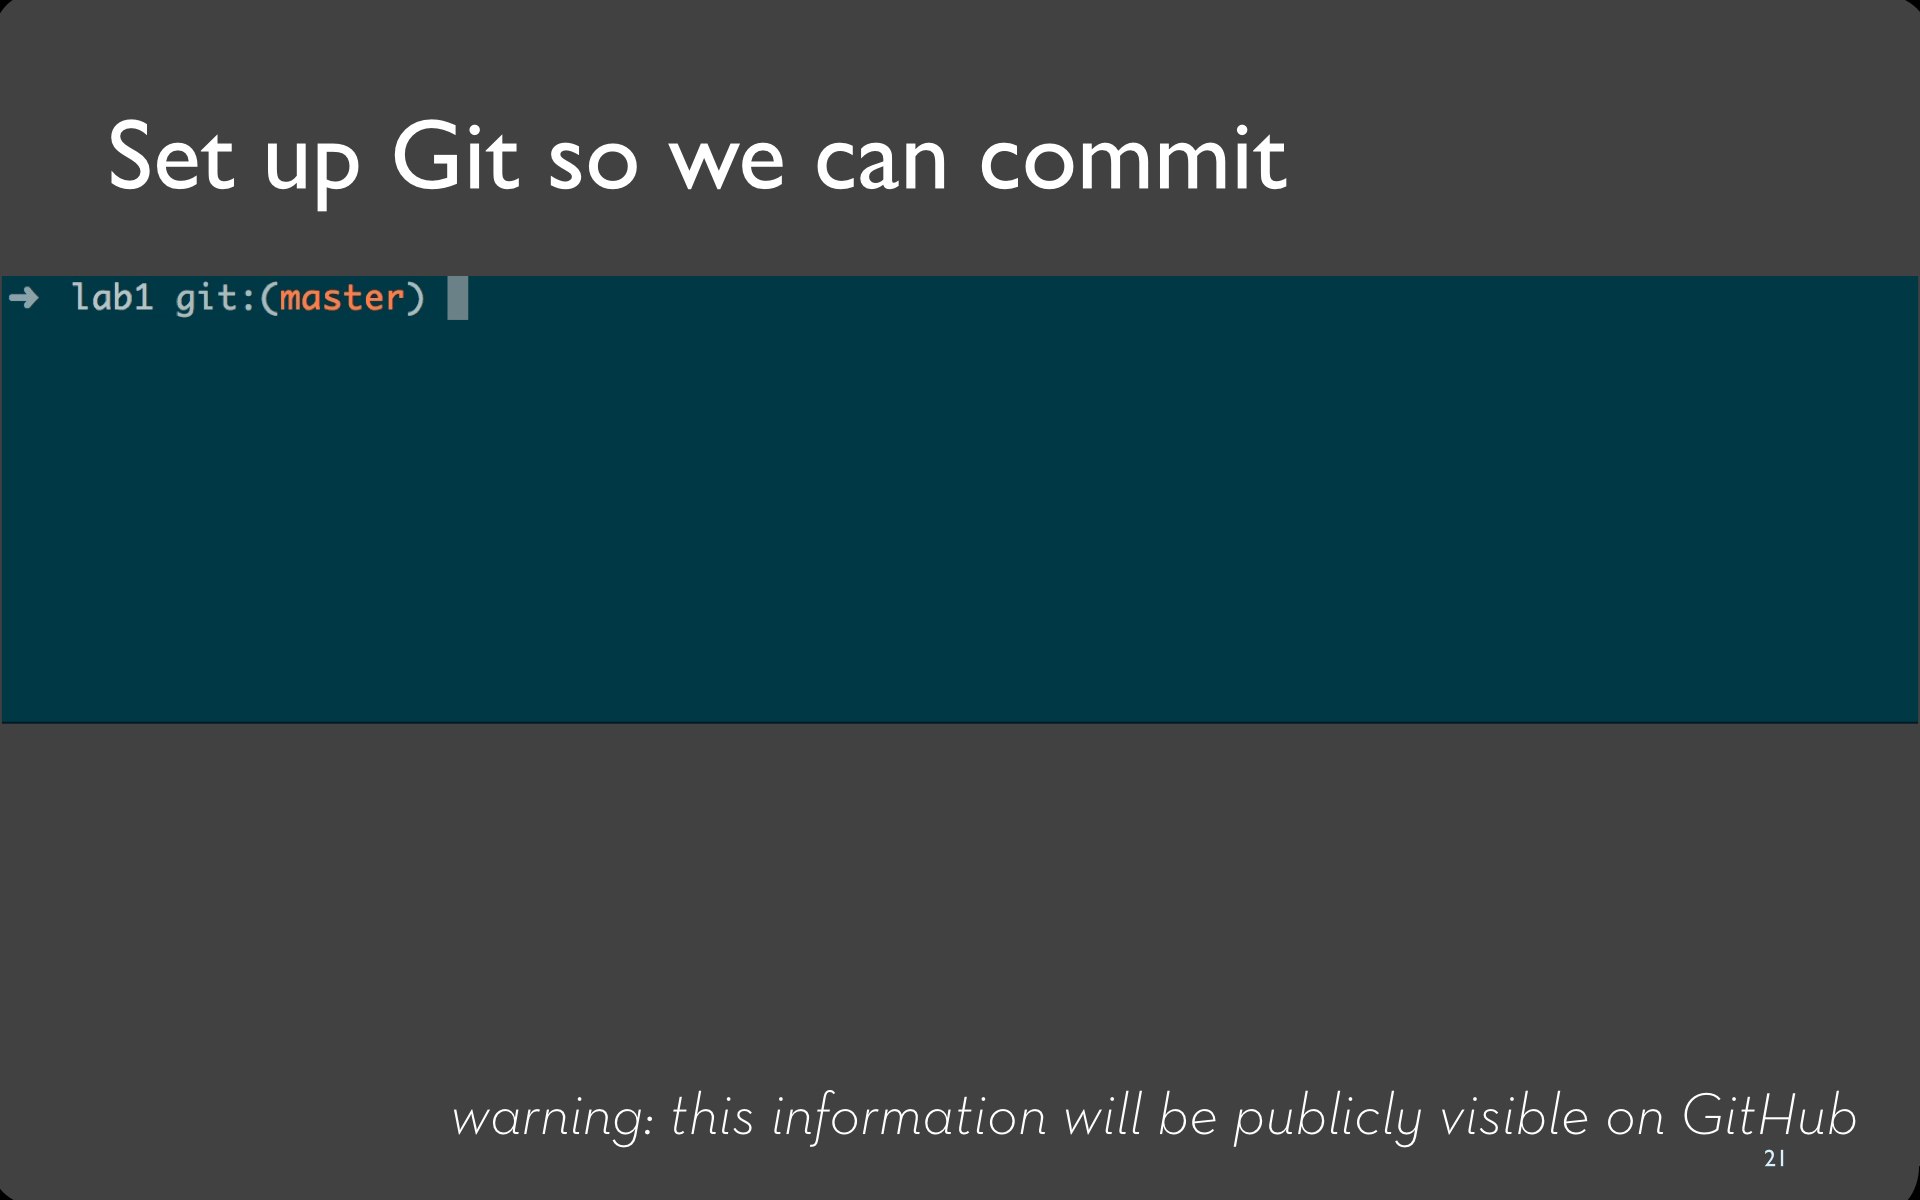 Set up Git so we can commit
➜ lab1 git:(master)
warning: this information will be publicly visible on GitHub
21